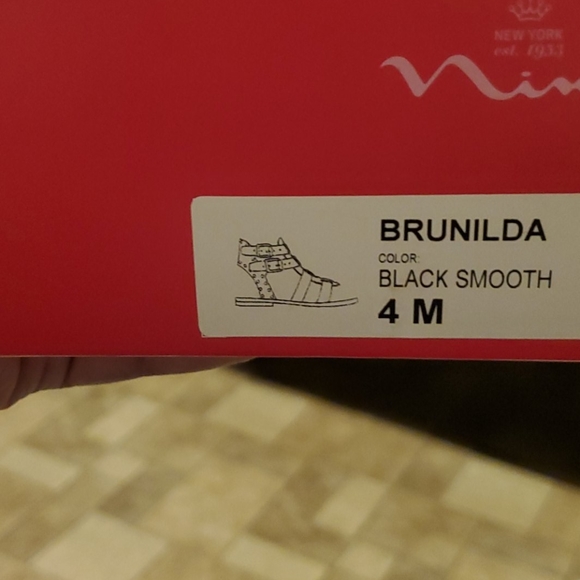 NEW YORK
est. 1933
BRUNILDA
COLOR:
BLACK SMOOTH
4 M